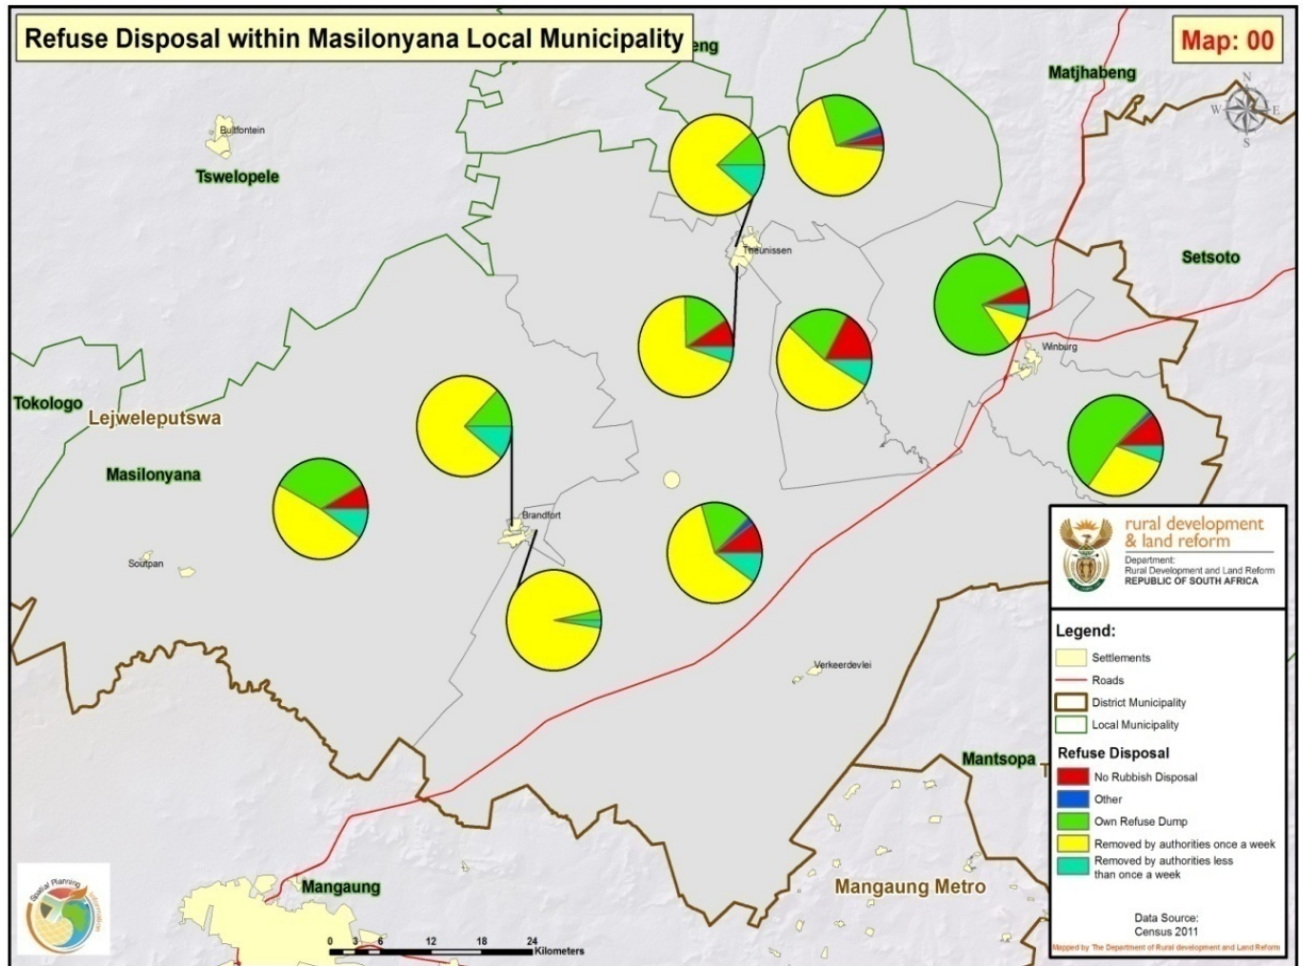 Refuse Disposal within Masilonyana Local Municipality
eng
Map: 00
Matjhabeng
N
W E
S
Bultfontein
Tswelopele
Theunissen
Setsoto
Winburg
Tokologo
Lejweleputswa
Masilonyana
Brandfort
Soutpan
Verkeerdevlei
Mantsopa
T
Mangaung
Mangaung Metro
rural development
& land reform
Department:
Rural Development and Land Reform
REPUBLIC OF SOUTH AFRICA
Legend:
Settlements
Roads
District Municipality
Local Municipality
Refuse Disposal
No Rubbish Disposal
Other
Own Refuse Dump
Removed by authorities once a week
Removed by authorities less
than once a week
Data Source:
Census 2011
Mapped by The Department of Rural development and Land Reform
Spatial Planning
Information
0 3 6 12 18 24
Kilometers